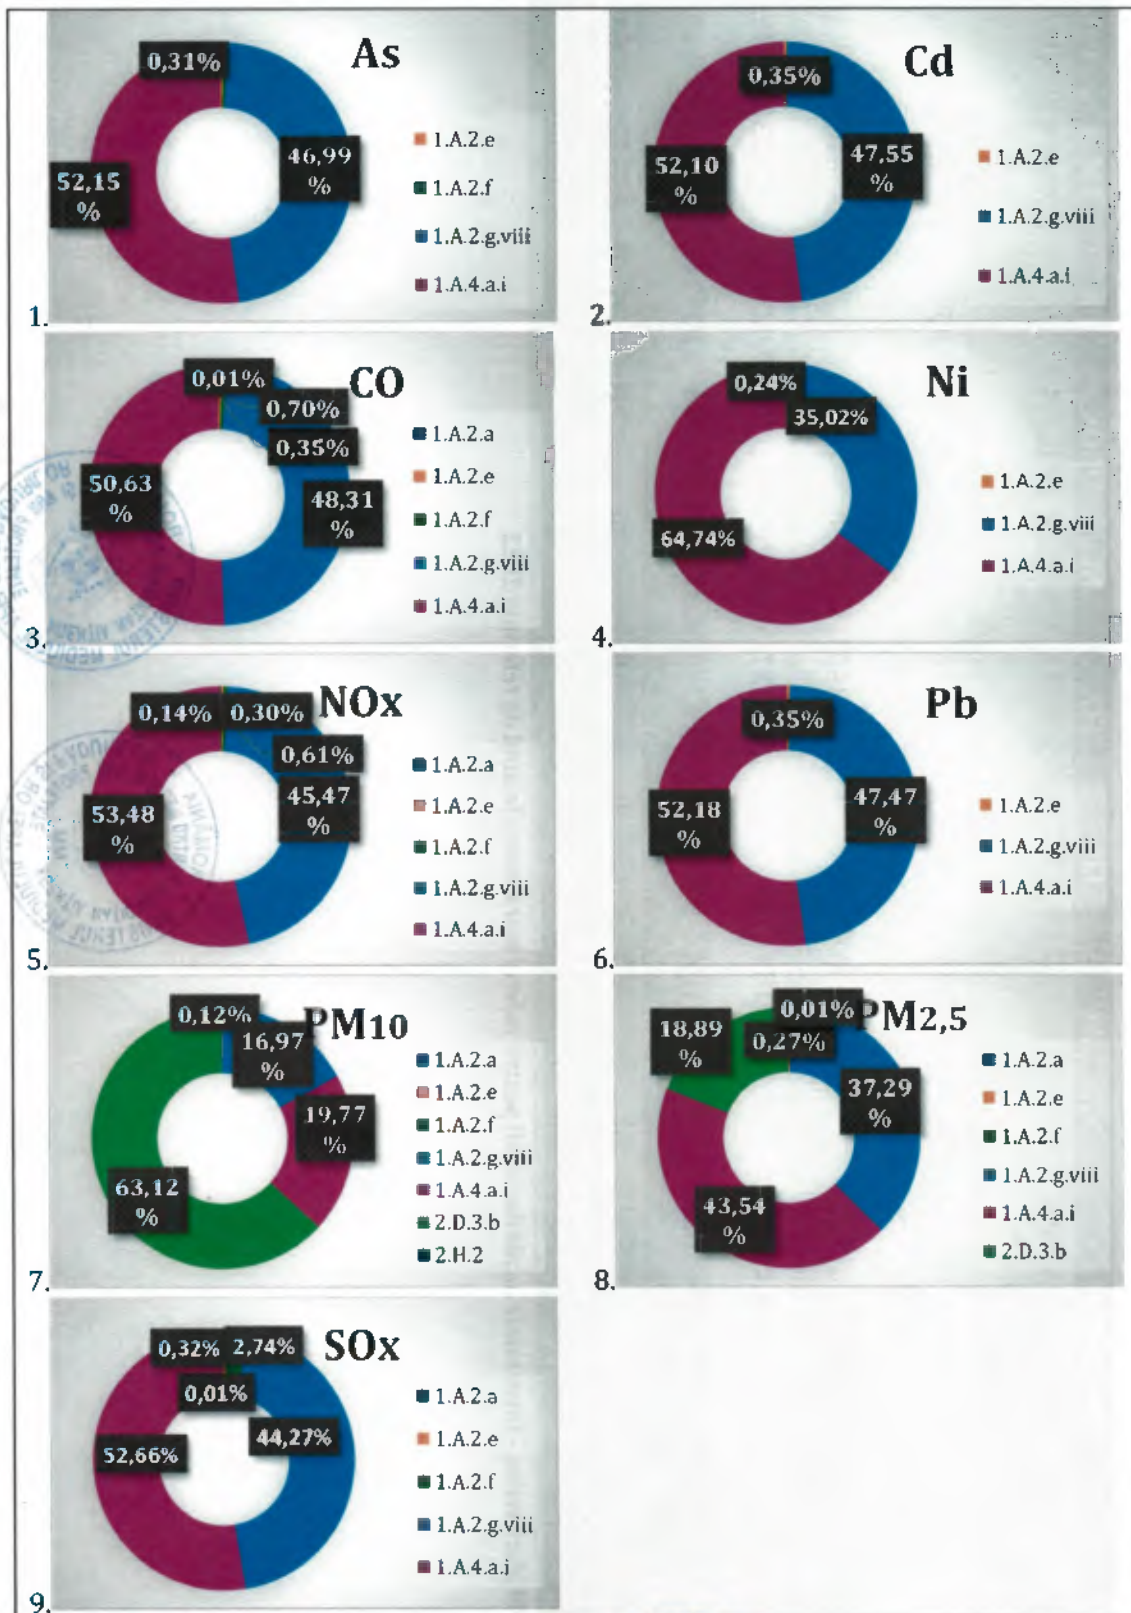 As
0,31%
46,99
%
52,15
%
1.A.2.e
1.A.2.f
1.A.2.g.viii
1.A.4.a.i
1.
Cd
0,35%
47,55
%
52,10
%
1.A.2.e
1.A.2.g.viii
1.A.4.a.i
2.
CO
0,01%
0,70%
0,35%
50,63
%
48,31
%
1.A.2.a
1.A.2.e
1.A.2.f
1.A.2.g.viii
1.A.4.a.i
3.
Ni
0,24%
35,02%
64,74%
1.A.2.e
1.A.2.g.viii
1.A.4.a.i
4.
NOx
0,14%
0,30%
0,61%
53,48
%
45,47
%
1.A.2.a
1.A.2.e
1.A.2.f
1.A.2.g.viii
1.A.4.a.i
5.
Pb
0,35%
52,18
%
47,47
%
1.A.2.e
1.A.2.g.viii
1.A.4.a.i
6.
PM10
0,12%
16,97
%
19,77
%
63,12
%
1.A.2.a
1.A.2.e
1.A.2.f
1.A.2.g.viii
1.A.4.a.i
2.D.3.b
2.H.2
7.
PM2,5
0,01%
18,89
%
0,27%
37,29
%
43,54
%
1.A.2.a
1.A.2.e
1.A.2.f
1.A.2.g.viii
1.A.4.a.i
2.D.3.b
8.
SOx
0,32%
2,74%
0,01%
44,27%
52,66%
1.A.2.a
1.A.2.e
1.A.2.f
1.A.2.g.viii
1.A.4.a.i
9.